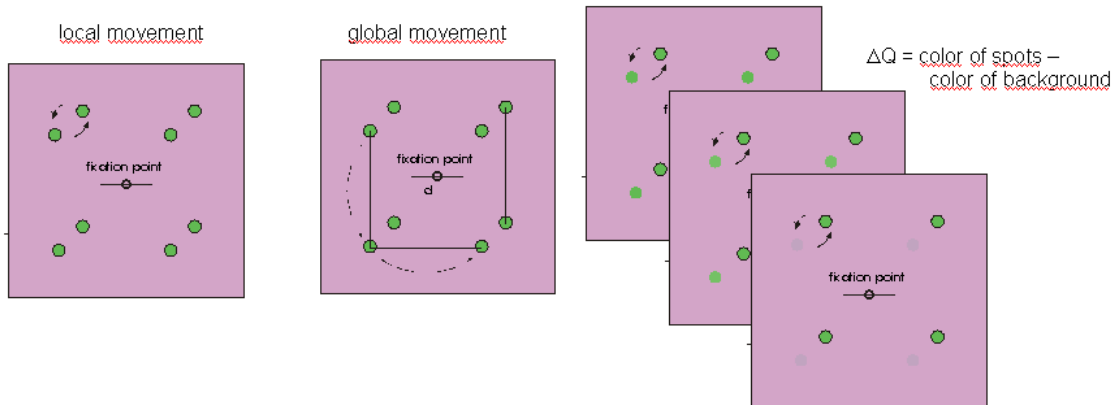 local movement
global movement
ΔQ = color of spots –
color of background
fixation point
fixation point
d
f
f
fixation point